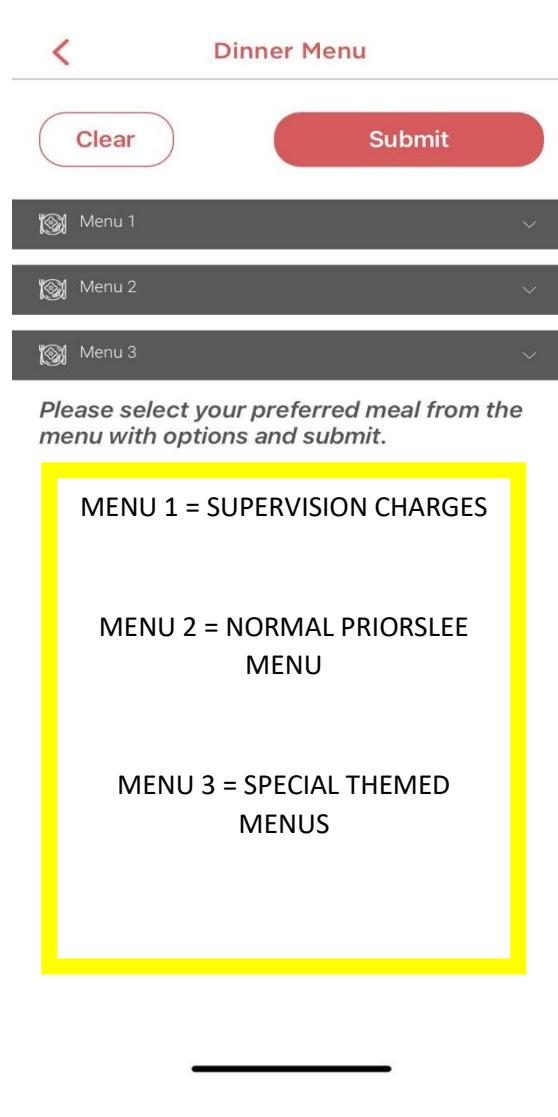 Dinner Menu
Clear
Submit
Menu 1
Menu 2
Menu 3
Please select your preferred meal from the
menu with options and submit.
MENU 1 = SUPERVISION CHARGES
MENU 2 = NORMAL PRIORSLEE
MENU
MENU 3 = SPECIAL THEMED
MENUS